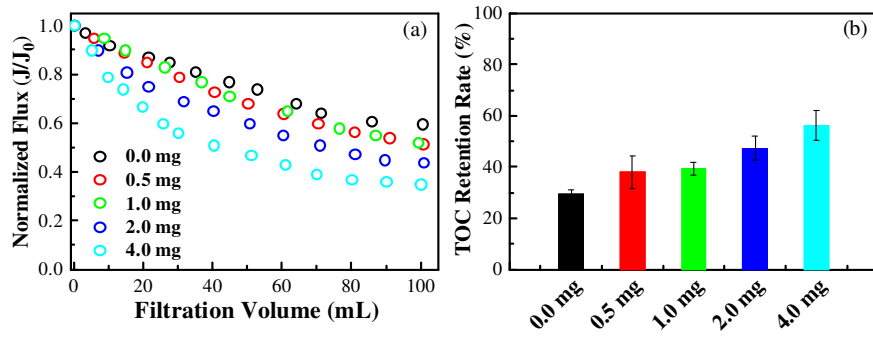 (a)
Normalized Flux (J/J0)
1.0
0.8
0.6
0.4
0.2
0.0
0.0 mg
0.5 mg
1.0 mg
2.0 mg
4.0 mg
0
20
40
60
80
100
Filtration Volume (mL)
(b)
TOC Retention Rate (%)
100
80
60
40
20
0
0.0 mg
0.5 mg
1.0 mg
2.0 mg
4.0 mg